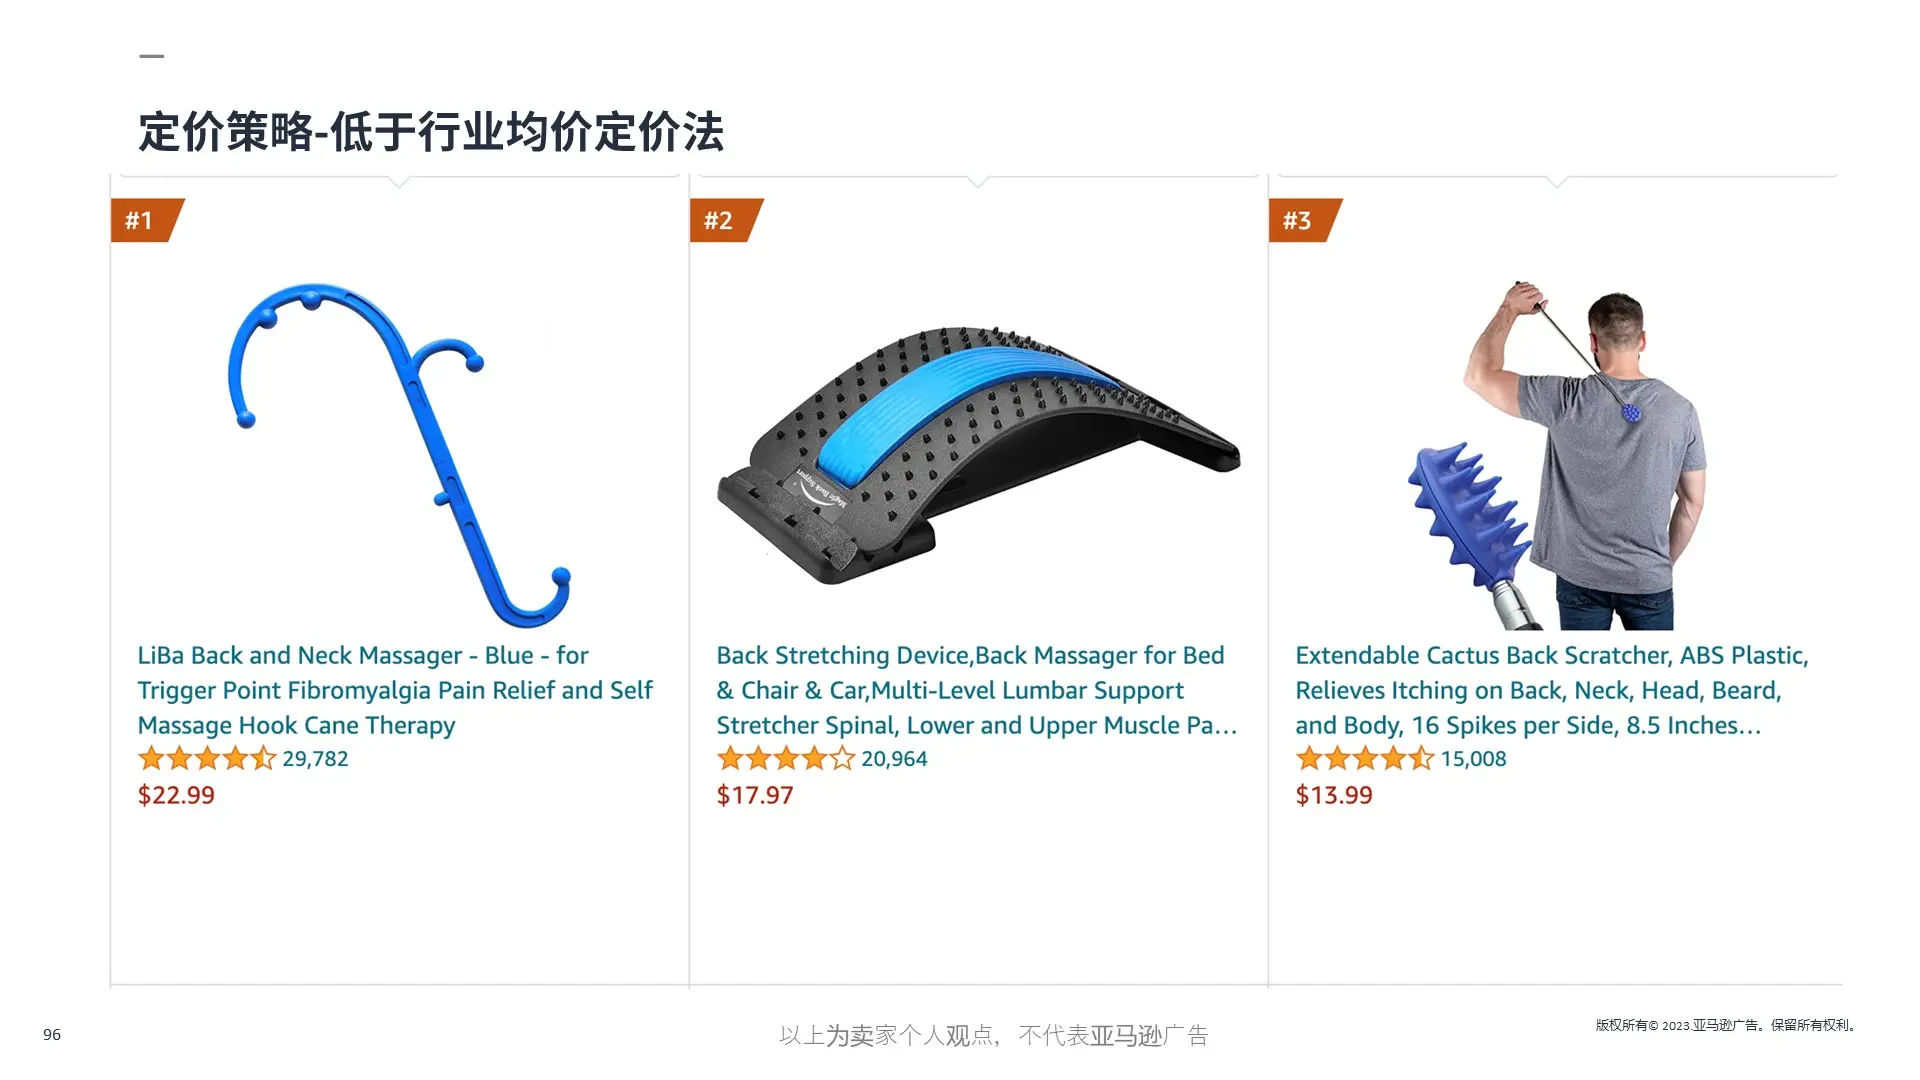 定价策略-低于行业均价定价法
#1
#2
#3
Magic Back Support
LiBa Back and Neck Massager - Blue - for
Trigger Point Fibromyalgia Pain Relief and Self
Massage Hook Cane Therapy
29,782
$22.99
Back Stretching Device,Back Massager for Bed
& Chair & Car,Multi-Level Lumbar Support
Stretcher Spinal, Lower and Upper Muscle Pa...
20,964
$17.97
Extendable Cactus Back Scratcher, ABS Plastic,
Relieves Itching on Back, Neck, Head, Beard,
and Body, 16 Spikes per Side, 8.5 Inches...
15,008
$13.99
96
以上为卖家个人观点，不代表亚马逊广告
版权所有© 2023.亚马逊广告。保留所有权利。